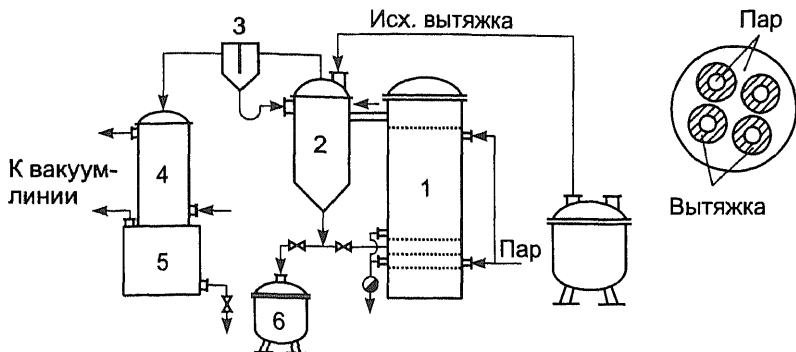 3
Исх. вытяжка
Пар
2
4
К вакуум-
линии
1
Вытяжка
5
Пар
6